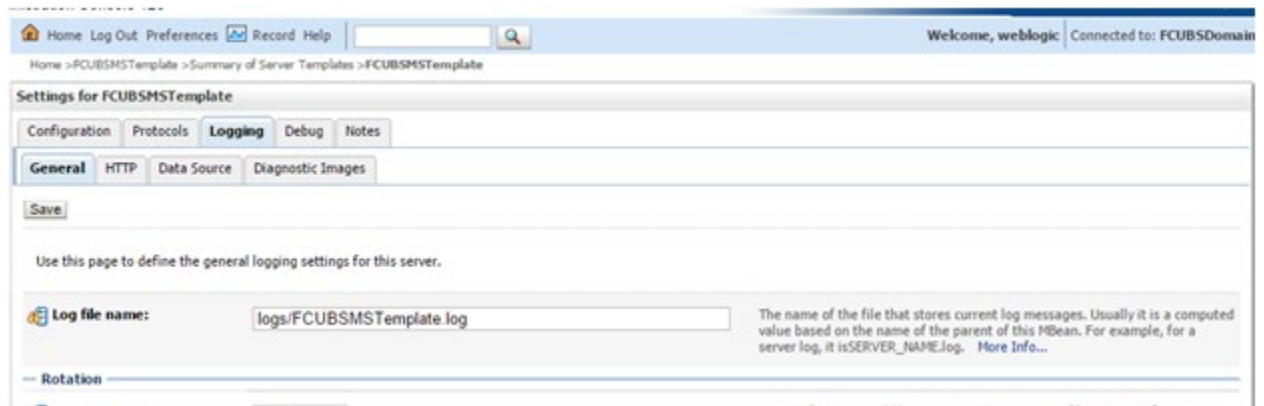 Home Log Out Preferences Record Help
Welcome, weblogic Connected to: FCUBSDomain
Home >FCUBSMSTemplate >Summary of Server Templates >FCUBSMSTemplate
Settings for FCUBSMSTemplate
Configuration Protocols Logging Debug Notes
General HTTP Data Source Diagnostic Images
Save
Use this page to define the general logging settings for this server.
Log file name:
logs/FCUBSMSTemplate.log
The name of the file that stores current log messages. Usually it is a computed
value based on the name of the parent of this MBean. For example, for a
server log, it isSERVER_NAME.log. More Info...
Rotation